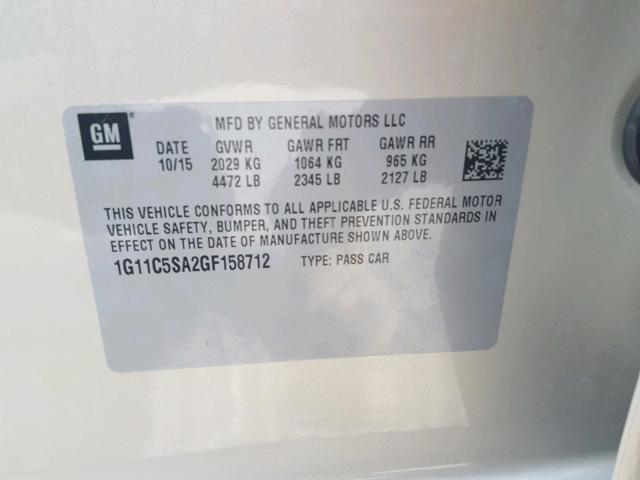 GM ®
MFD BY GENERAL MOTORS LLC
DATE GVWR GAWR FRT GAWR RR
10/15 2029 KG 1064 KG 965 KG
4472 LB 2345 LB 2127 LB
THIS VEHICLE CONFORMS TO ALL APPLICABLE U.S. FEDERAL MOTOR
VEHICLE SAFETY, BUMPER, AND THEFT PREVENTION STANDARDS IN
EFFECT ON THE DATE OF MANUFACTURE SHOWN ABOVE.
1G11C5SA2GF158712 TYPE: PASS CAR